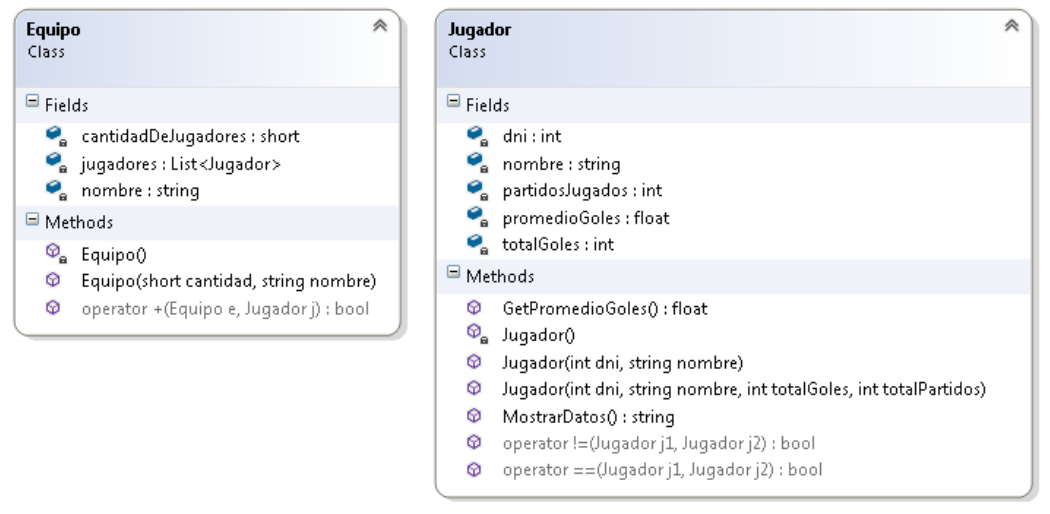 Equipo
Class
Fields
cantidadDeJugadores : short
jugadores : List<Jugador>
nombre : string
Methods
Equipo()
Equipo(short cantidad, string nombre)
operator +(Equipo e, Jugador j) : bool
Jugador
Class
Fields
dni : int
nombre : string
partidosJugados : int
promedioGoles : float
totalGoles : int
Methods
GetPromedioGoles() : float
Jugador()
Jugador(int dni, string nombre)
Jugador(int dni, string nombre, int totalGoles, int totalPartidos)
MostrarDatos() : string
operator !=(Jugador j1, Jugador j2) : bool
operator ==(Jugador j1, Jugador j2) : bool